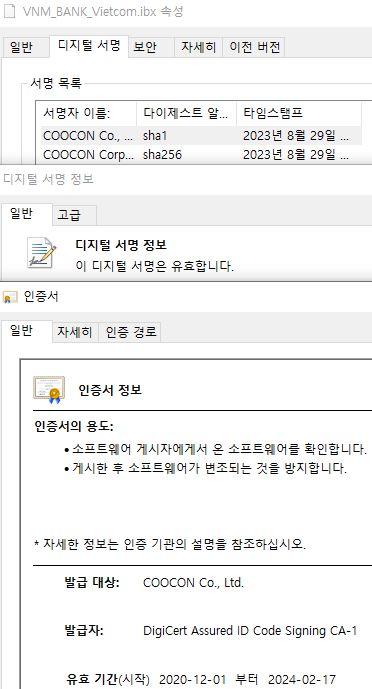 VNM_BANK_Vietcom.ibx 속성
일반 디지털 서명 보안 자세히 이전 버전
서명 목록
서명자 이름: 다이제스트 알... 타임스탬프
COOCON Co., ... sha1 2023년 8월 29일 ...
COOCON Corp... sha256 2023년 8월 29일 ...
디지털 서명 정보
일반 고급
디지털 서명 정보
이 디지털 서명은 유효합니다.
인증서
일반 자세히 인증 경로
인증서 정보
인증서의 용도:
• 소프트웨어 게시자에게서 온 소프트웨어를 확인합니다.
• 게시한 후 소프트웨어가 변조되는 것을 방지합니다.
* 자세한 정보는 인증 기관의 설명을 참조하십시오.
발급 대상: COOCON Co., Ltd.
발급자: DigiCert Assured ID Code Signing CA-1
유효 기간(시작) 2020-12-01 부터 2024-02-17